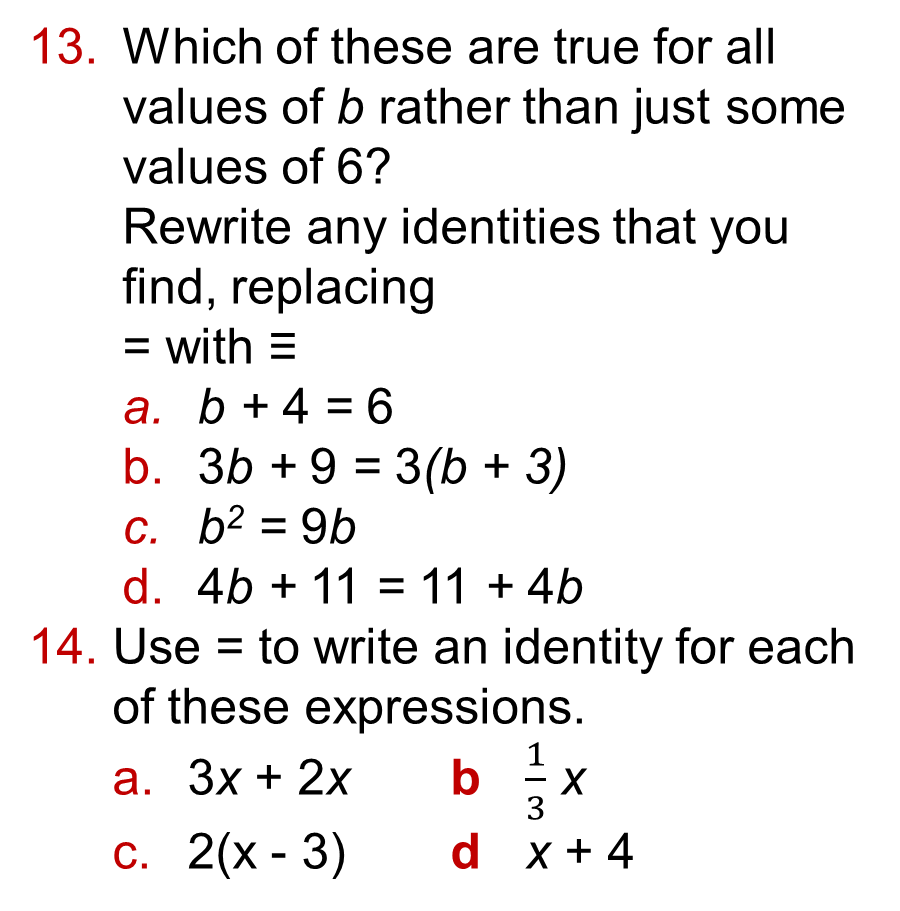 13. Which of these are true for all
values of b rather than just some
values of 6?
Rewrite any identities that you
find, replacing
= with ≡
a. b + 4 = 6
b. 3b + 9 = 3(b + 3)
c. b² = 9b
d. 4b + 11 = 11 + 4b
14. Use = to write an identity for each
of these expressions.
a. 3x + 2x b 1/3 x
c. 2(x - 3) d x + 4